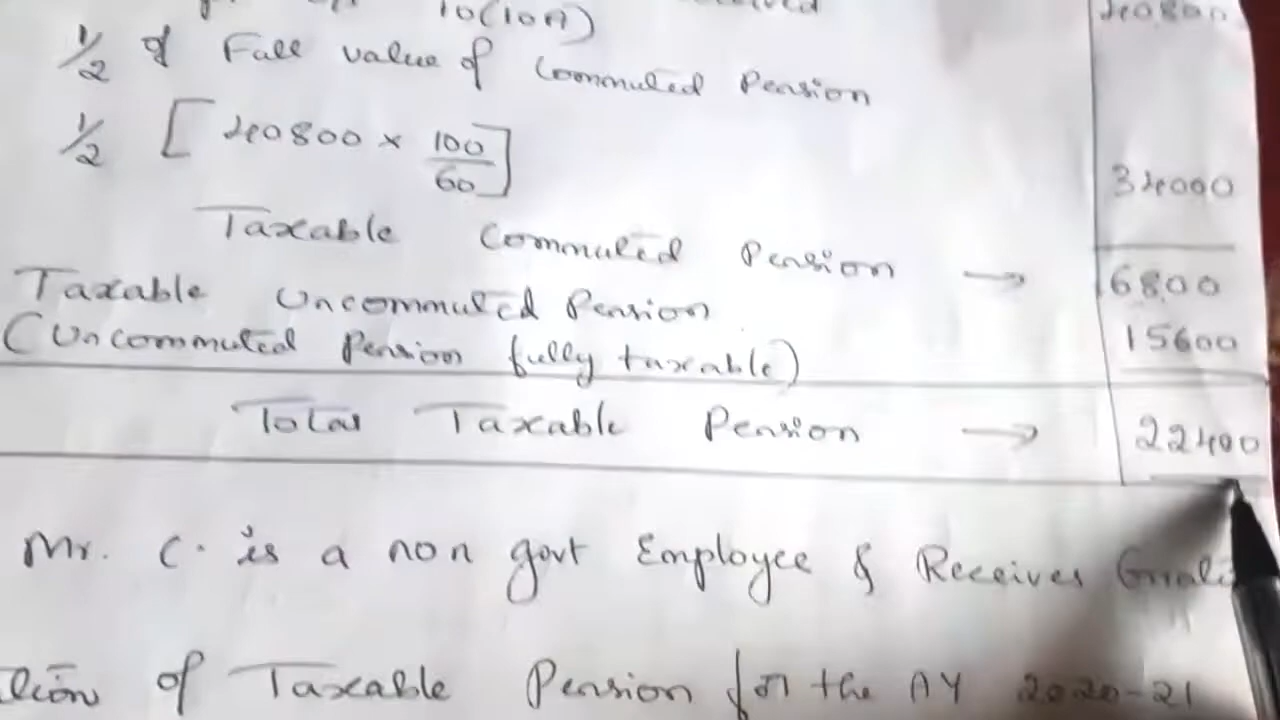 10(10A)
40800
1/2 of Full value of Commuted Pension
1/2 [40800 × 100/60]
34000
Taxable Commuted Pension → 6800
Taxable Uncommuted Pension
(Uncommuted Pension fully taxable) 15600
Total Taxable Pension → 22400
Mr. C. is a non govt Employee & Receives
of Taxable Pension for the AY 2020-21